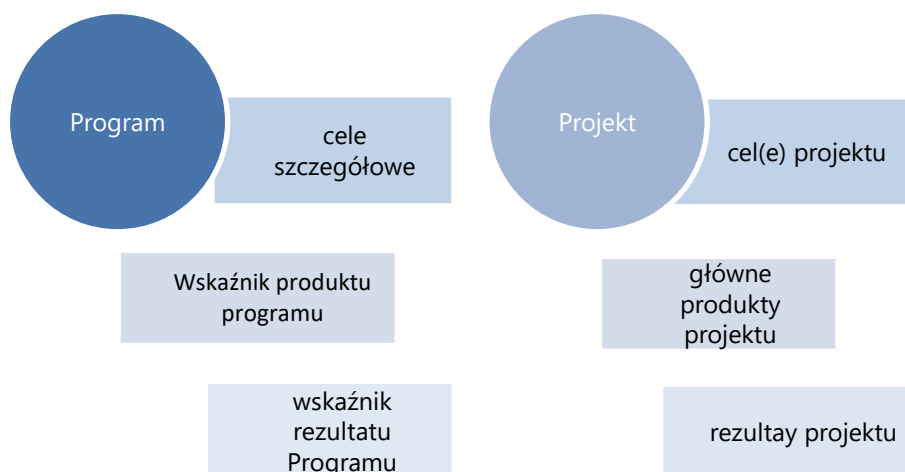 Program
cele
szczegółowe
Wskaźnik produktu
programu
wskaźnik
rezultatu
Programu
Projekt
cel(e) projektu
główne
produkty
projektu
rezultay projektu